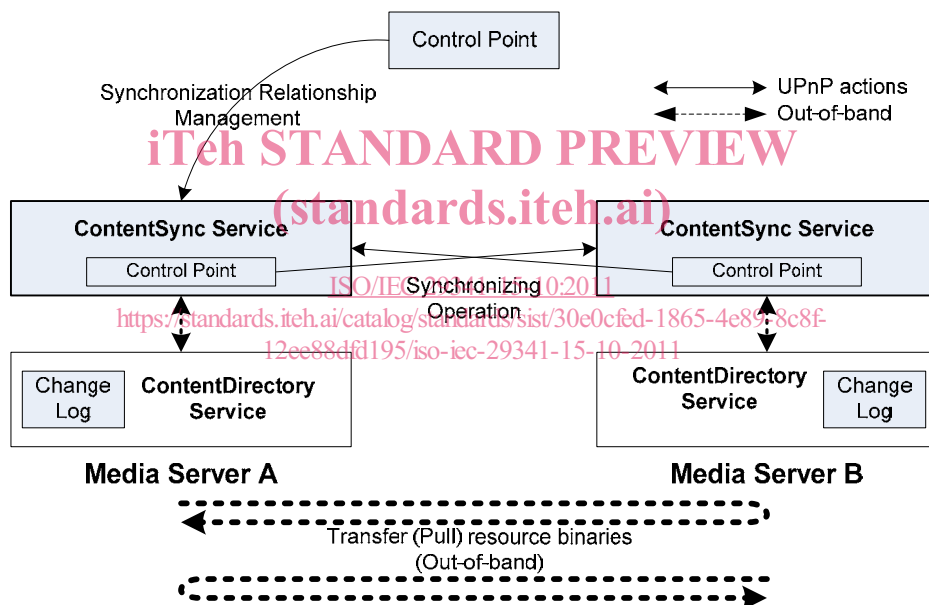 Control Point
Synchronization Relationship
Management
UPnP actions
Out-of-band
iTeh STANDARD PREVIEW
(standards.iteh.ai)
ContentSync Service
Control Point
ContentSync Service
Control Point
Synchronizing
Operation
ISO/IEC 29341-15-10:2011
https://standards.iteh.ai/catalog/standards/sist/30e0cfed-1865-4e89-8c8f-
12ee88dfd195/iso-iec-29341-15-10-2011
Change
Log
ContentDirectory
Service
ContentDirectory
Service
Change
Log
Media Server A
Media Server B
Transfer (Pull) resource binaries
(Out-of-band)